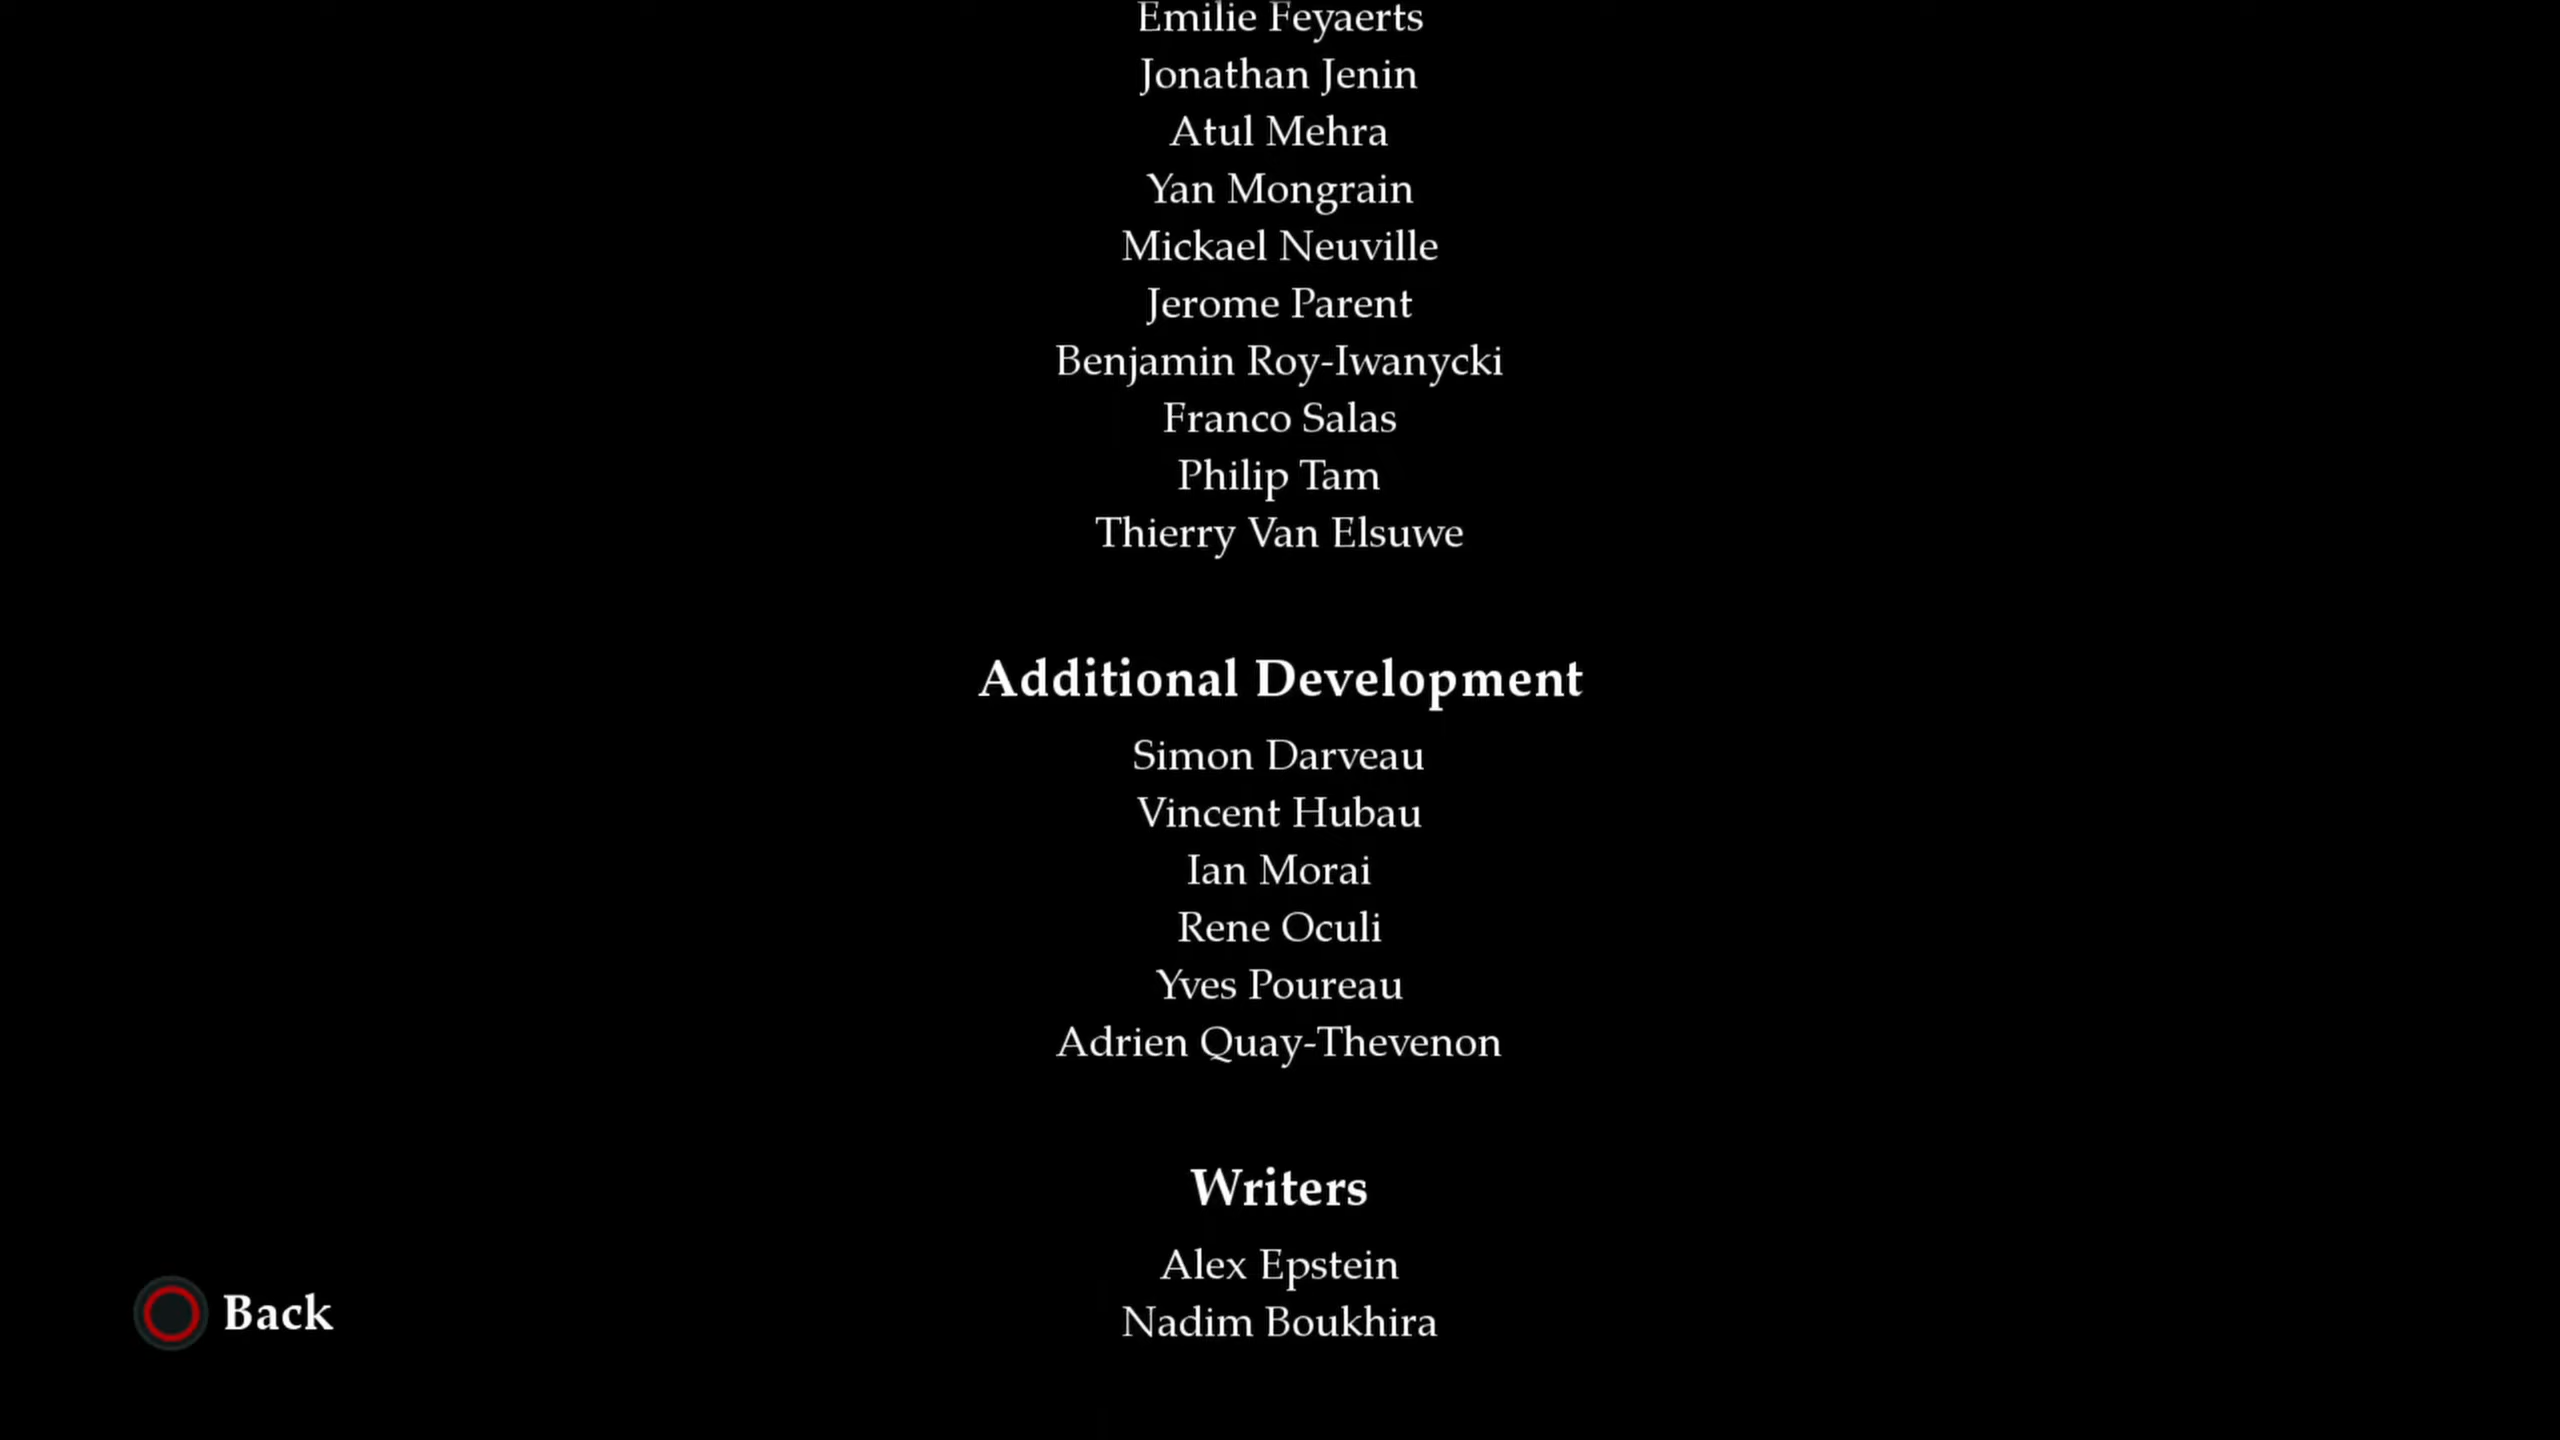 Emilie Feyaerts
Jonathan Jenin
Atul Mehra
Yan Mongrain
Mickael Neuville
Jerome Parent
Benjamin Roy-Iwanycki
Franco Salas
Philip Tam
Thierry Van Elsuwe
Additional Development
Simon Darveau
Vincent Hubau
Ian Morai
Rene Oculi
Yves Poureau
Adrien Quay-Thevenon
Writers
Alex Epstein
Nadim Boukhira
Back